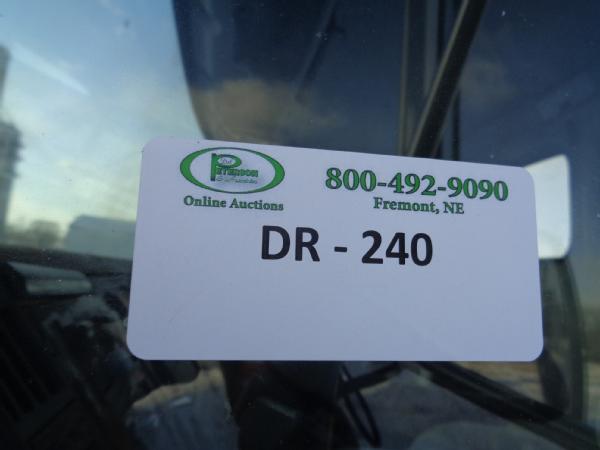 PETERSON
Online Auctions
800-492-9090
Fremont, NE
DR - 240